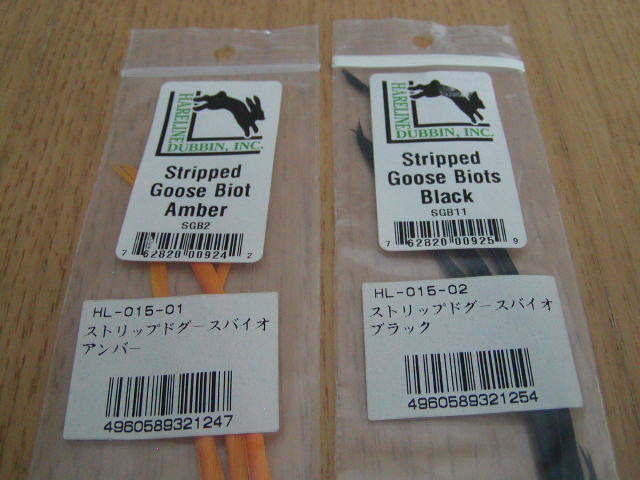 HARELINE
DUBBIN, INC.
Stripped
Goose Biot
Amber
SGB2
7 62820 00924 2
HL-015-01
ストリップドグースバイオ
アンバー
4960589321247
HARELINE
DUBBIN, INC.
Stripped
Goose Biots
Black
SGB11
7 62820 00925 9
HL-015-02
ストリップドグースバイオ
ブラック
4960589321254